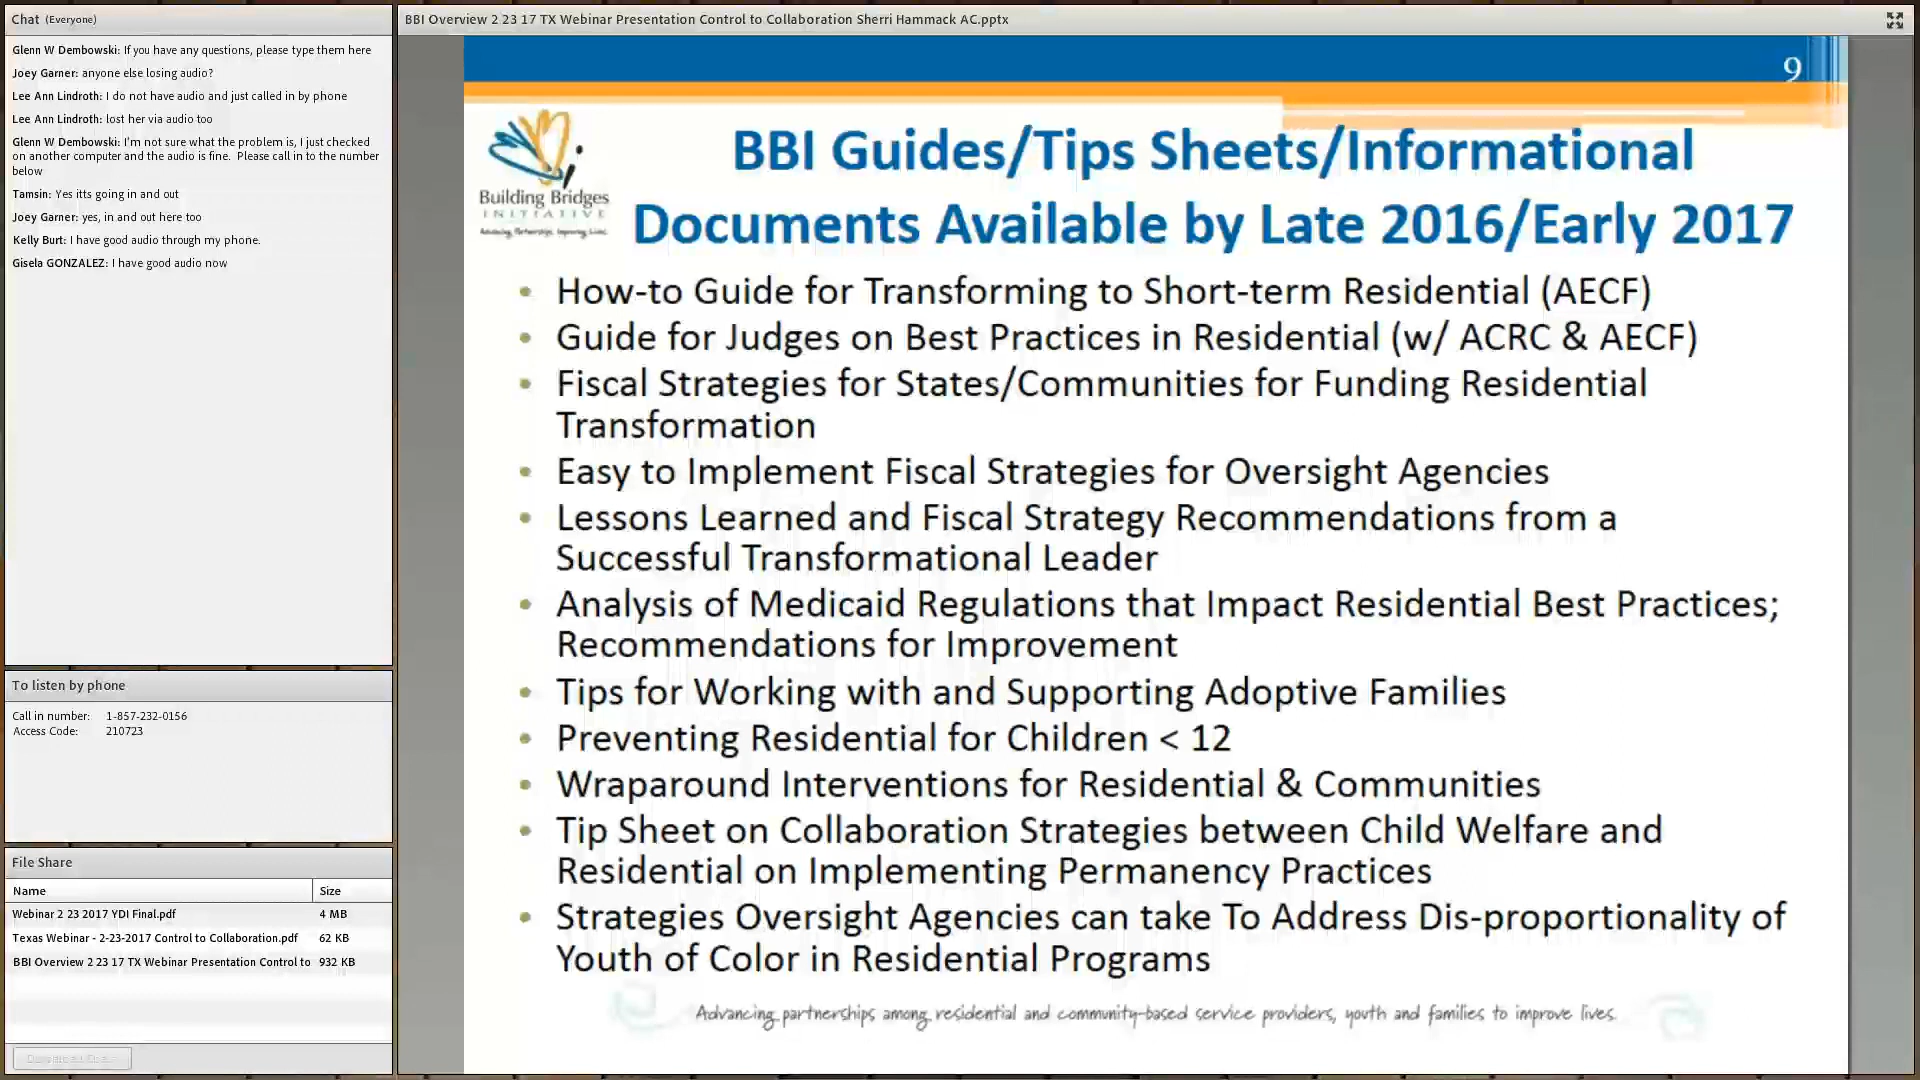 Chat (Everyone)
Glenn W Dembowski: If you have any questions, please type them here
Joey Garner: anyone else losing audio?
Lee Ann Lindroth: I do not have audio and just called in by phone
Lee Ann Lindroth: lost her via audio too
Glenn W Dembowski: I'm not sure what the problem is, I just checked
on another computer and the audio is fine. Please call in to the number
below
Tamsin: Yes itts going in and out
Joey Garner: yes, in and out here too
Kelly Burt: I have good audio through my phone.
Gisela GONZALEZ: I have good audio now
To listen by phone
Call in number: 1-857-232-0156
Access Code: 210723
File Share
Name Size
Webinar 2 23 2017 YDI Final.pdf 4 MB
Texas Webinar - 2-23-2017 Control to Collaboration.pdf 62 KB
BBI Overview 2 23 17 TX Webinar Presentation Control to 932 KB
BBI Overview 2 23 17 TX Webinar Presentation Control to Collaboration Sherri Hammack AC.pptx
9
Building Bridges
INITIATIVE
Advancing Partnerships. Improving Lives.
BBI Guides/Tips Sheets/Informational
Documents Available by Late 2016/Early 2017
• How-to Guide for Transforming to Short-term Residential (AECF)
• Guide for Judges on Best Practices in Residential (w/ ACRC & AECF)
• Fiscal Strategies for States/Communities for Funding Residential
Transformation
• Easy to Implement Fiscal Strategies for Oversight Agencies
• Lessons Learned and Fiscal Strategy Recommendations from a
Successful Transformational Leader
• Analysis of Medicaid Regulations that Impact Residential Best Practices;
Recommendations for Improvement
• Tips for Working with and Supporting Adoptive Families
• Preventing Residential for Children < 12
• Wraparound Interventions for Residential & Communities
• Tip Sheet on Collaboration Strategies between Child Welfare and
Residential on Implementing Permanency Practices
• Strategies Oversight Agencies can take To Address Dis-proportionality of
Youth of Color in Residential Programs
Advancing partnerships among residential and community-based service providers, youth and families to improve lives.